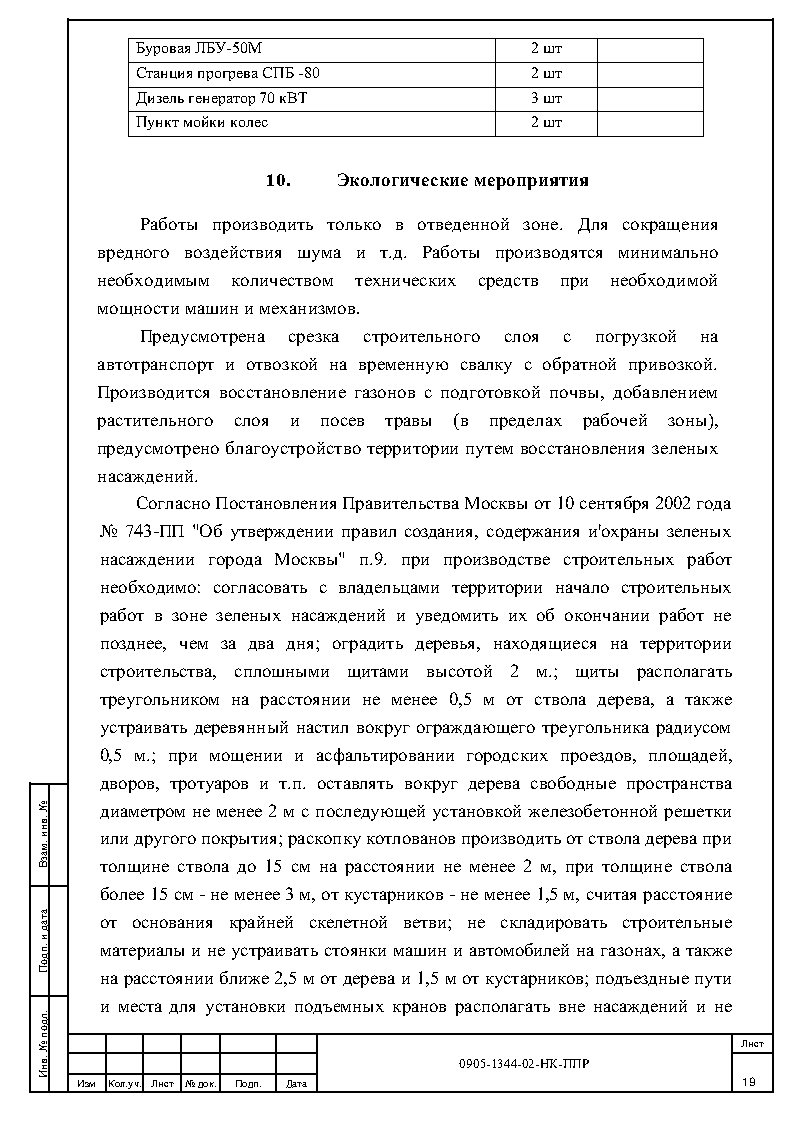 Буровая ЛБУ-50М 2 шт
Станция прогрева СПБ -80 2 шт
Дизель генератор 70 кВТ 3 шт
Пункт мойки колес 2 шт
10. Экологические мероприятия
Работы производить только в отведенной зоне. Для сокращения
вредного воздействия шума и т.д. Работы производятся минимально
необходимым количеством технических средств при необходимой
мощности машин и механизмов.
Предусмотрена срезка строительного слоя с погрузкой на
автотранспорт и отвозкой на временную свалку с обратной привозкой.
Производится восстановление газонов с подготовкой почвы, добавлением
растительного слоя и посев травы (в пределах рабочей зоны),
предусмотрено благоустройство территории путем восстановления зеленых
насаждений.
Согласно Постановления Правительства Москвы от 10 сентября 2002 года
№ 743-ПП "Об утверждении правил создания, содержания и'охраны зеленых
насаждении города Москвы" п.9. при производстве строительных работ
необходимо: согласовать с владельцами территории начало строительных
работ в зоне зеленых насаждений и уведомить их об окончании работ не
позднее, чем за два дня; оградить деревья, находящиеся на территории
строительства, сплошными щитами высотой 2 м.; щиты располагать
треугольником на расстоянии не менее 0,5 м от ствола дерева, а также
устраивать деревянный настил вокруг ограждающего треугольника радиусом
0,5 м.; при мощении и асфальтировании городских проездов, площадей,
дворов, тротуаров и т.п. оставлять вокруг дерева свободные пространства
диаметром не менее 2 м с последующей установкой железобетонной решетки
или другого покрытия; раскопку котлованов производить от ствола дерева при
толщине ствола до 15 см на расстоянии не менее 2 м, при толщине ствола
более 15 см - не менее 3 м, от кустарников - не менее 1,5 м, считая расстояние
от основания крайней скелетной ветви; не складировать строительные
материалы и не устраивать стоянки машин и автомобилей на газонах, а также
на расстоянии ближе 2,5 м от дерева и 1,5 м от кустарников; подъездные пути
и места для установки подъемных кранов располагать вне насаждений и не
Взам. инв. №
Подп. и дата
Инв. № подл.
Изм Кол.уч. Лист № док. Подп. Дата
0905-1344-02-НК-ППР
Лист
19